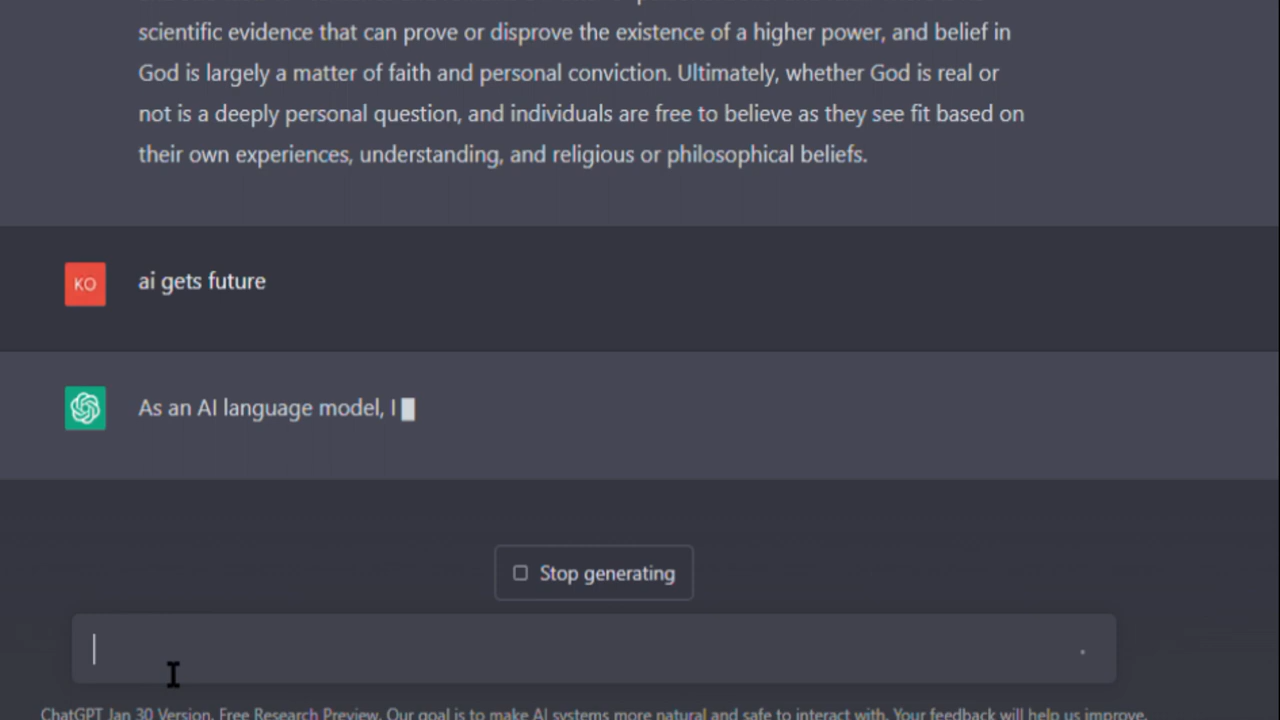 scientific evidence that can prove or disprove the existence of a higher power, and belief in
God is largely a matter of faith and personal conviction. Ultimately, whether God is real or
not is a deeply personal question, and individuals are free to believe as they see fit based on
their own experiences, understanding, and religious or philosophical beliefs.
KO
ai gets future
As an AI language model, I
Stop generating
ChatGPT Jan 30 Version. Free Research Preview. Our goal is to make AI systems more natural and safe to interact with. Your feedback will help us improve.